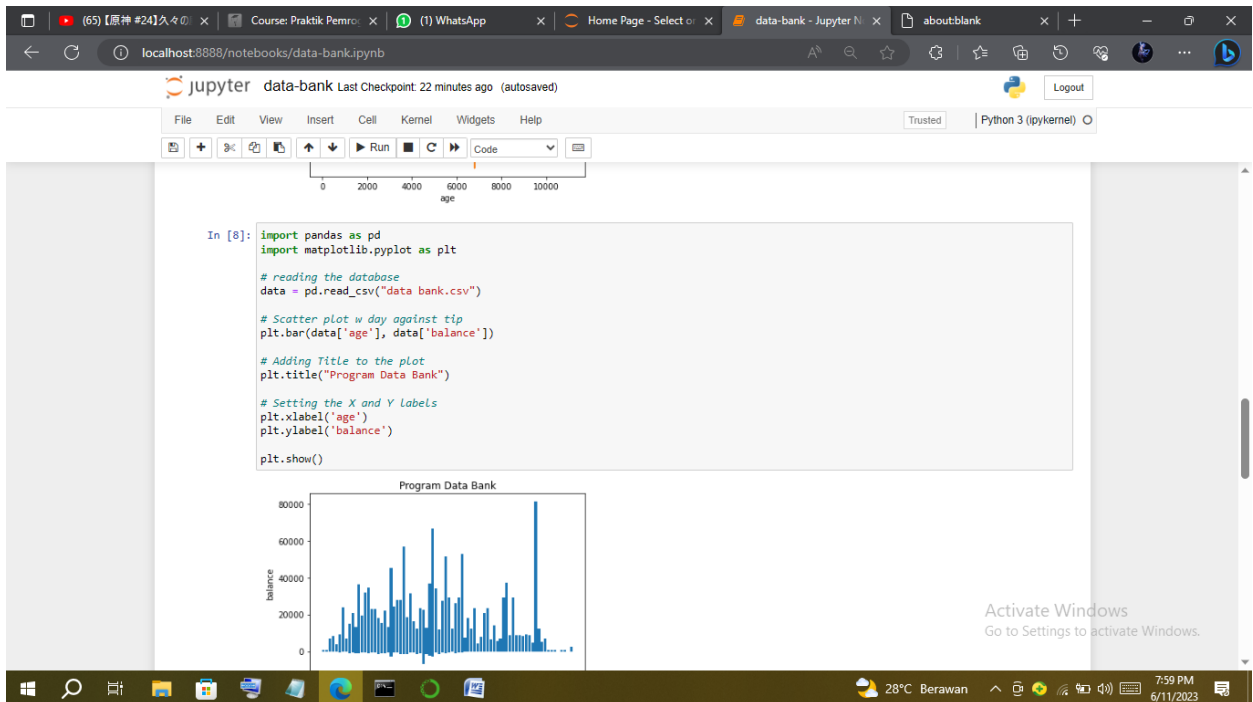 (65)【原神 #24】久々の
Course: Praktik Pemrog
(1) WhatsApp
Home Page - Select or
data-bank - Jupyter N
about:blank
localhost:8888/notebooks/data-bank.ipynb
jupyter data-bank Last Checkpoint: 22 minutes ago (autosaved)
Logout
File Edit View Insert Cell Kernel Widgets Help
Trusted Python 3 (ipykernel)
Run Code
0 2000 4000 6000 8000 10000
age
In [8]: import pandas as pd
import matplotlib.pyplot as plt
# reading the database
data = pd.read_csv("data bank.csv")
# Scatter plot w day against tip
plt.bar(data['age'], data['balance'])
# Adding Title to the plot
plt.title("Program Data Bank")
# Setting the X and Y labels
plt.xlabel('age')
plt.ylabel('balance')
plt.show()
Program Data Bank
80000
60000
40000
20000
0
balance
Activate Windows
Go to Settings to activate Windows.
28°C Berawan
7:59 PM
6/11/2023